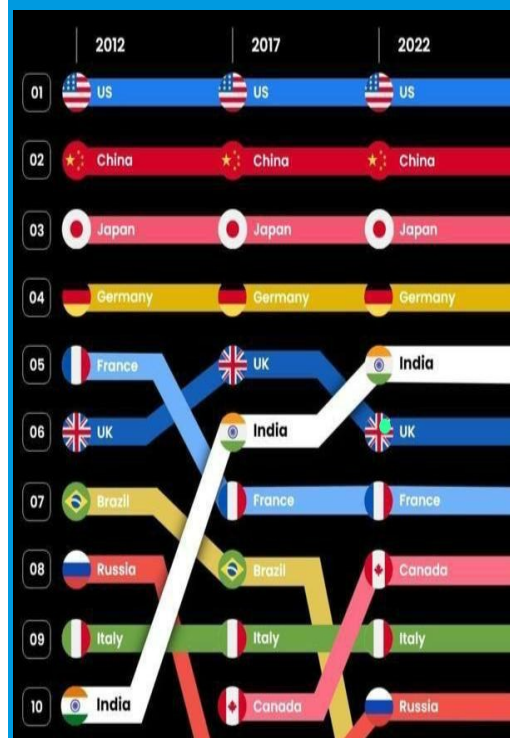 2012 2017 2022
01 US US US
02 China China China
03 Japan Japan Japan
04 Germany Germany Germany
05 France UK India
06 UK India UK
07 Brazil France France
08 Russia Brazil Canada
09 Italy Italy Italy
10 India Canada Russia